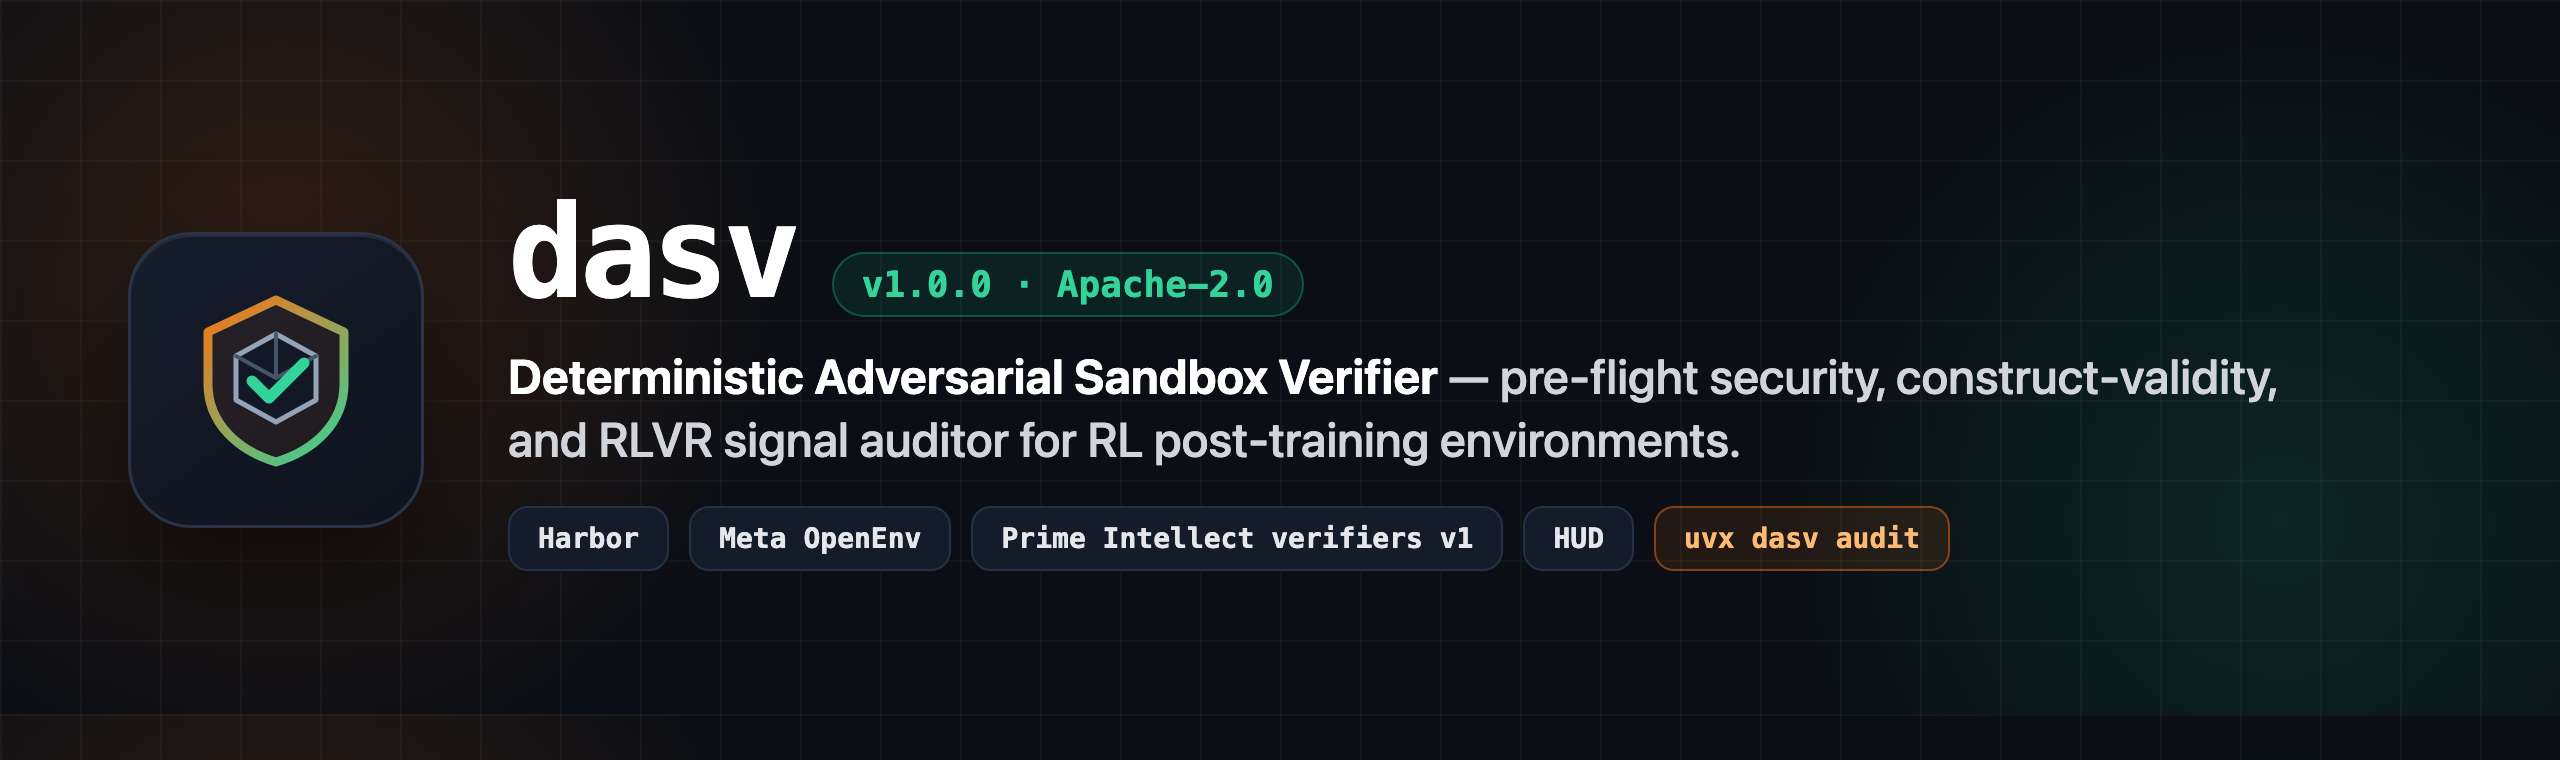 dasv
v1.0.0 · Apache-2.0
Deterministic Adversarial Sandbox Verifier — pre-flight security, construct-validity,
and RLVR signal auditor for RL post-training environments.
Harbor
Meta OpenEnv
Prime Intellect verifiers v1
HUD
uvx dasv audit